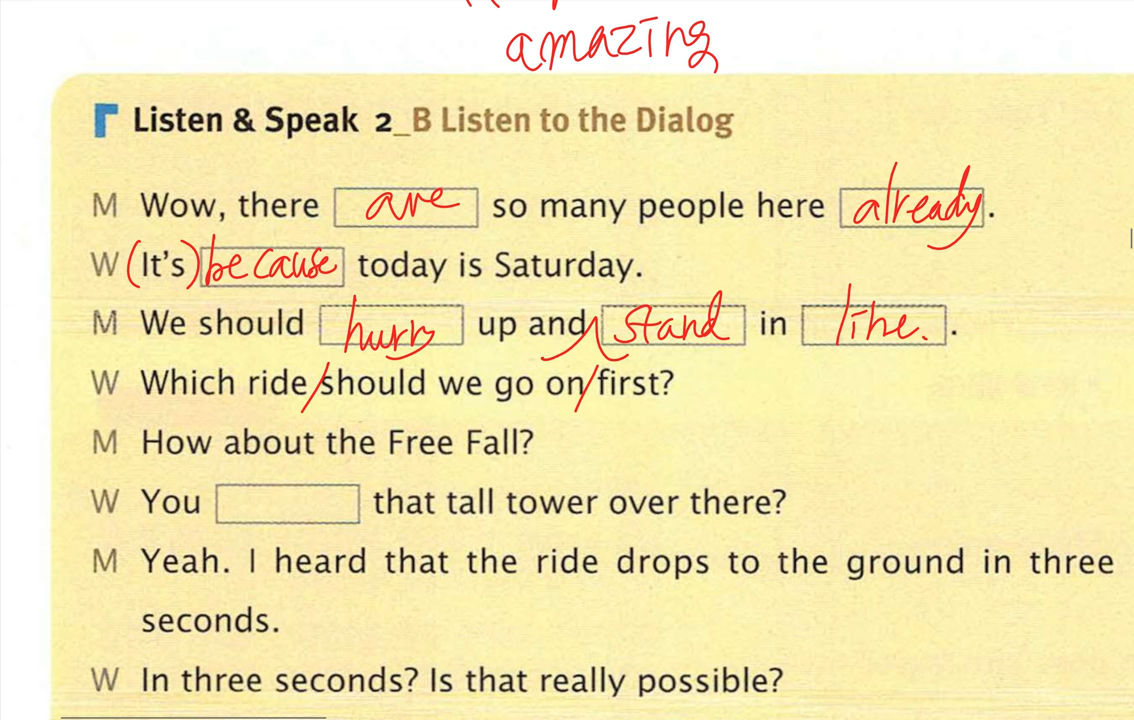 amazing
Listen & Speak 2_B Listen to the Dialog
M Wow, there are so many people here already.
W (It's) because today is Saturday.
M We should hurry up and stand in line.
W Which ride/should we go on/first?
M How about the Free Fall?
W You that tall tower over there?
M Yeah. I heard that the ride drops to the ground in three
seconds.
W In three seconds? Is that really possible?